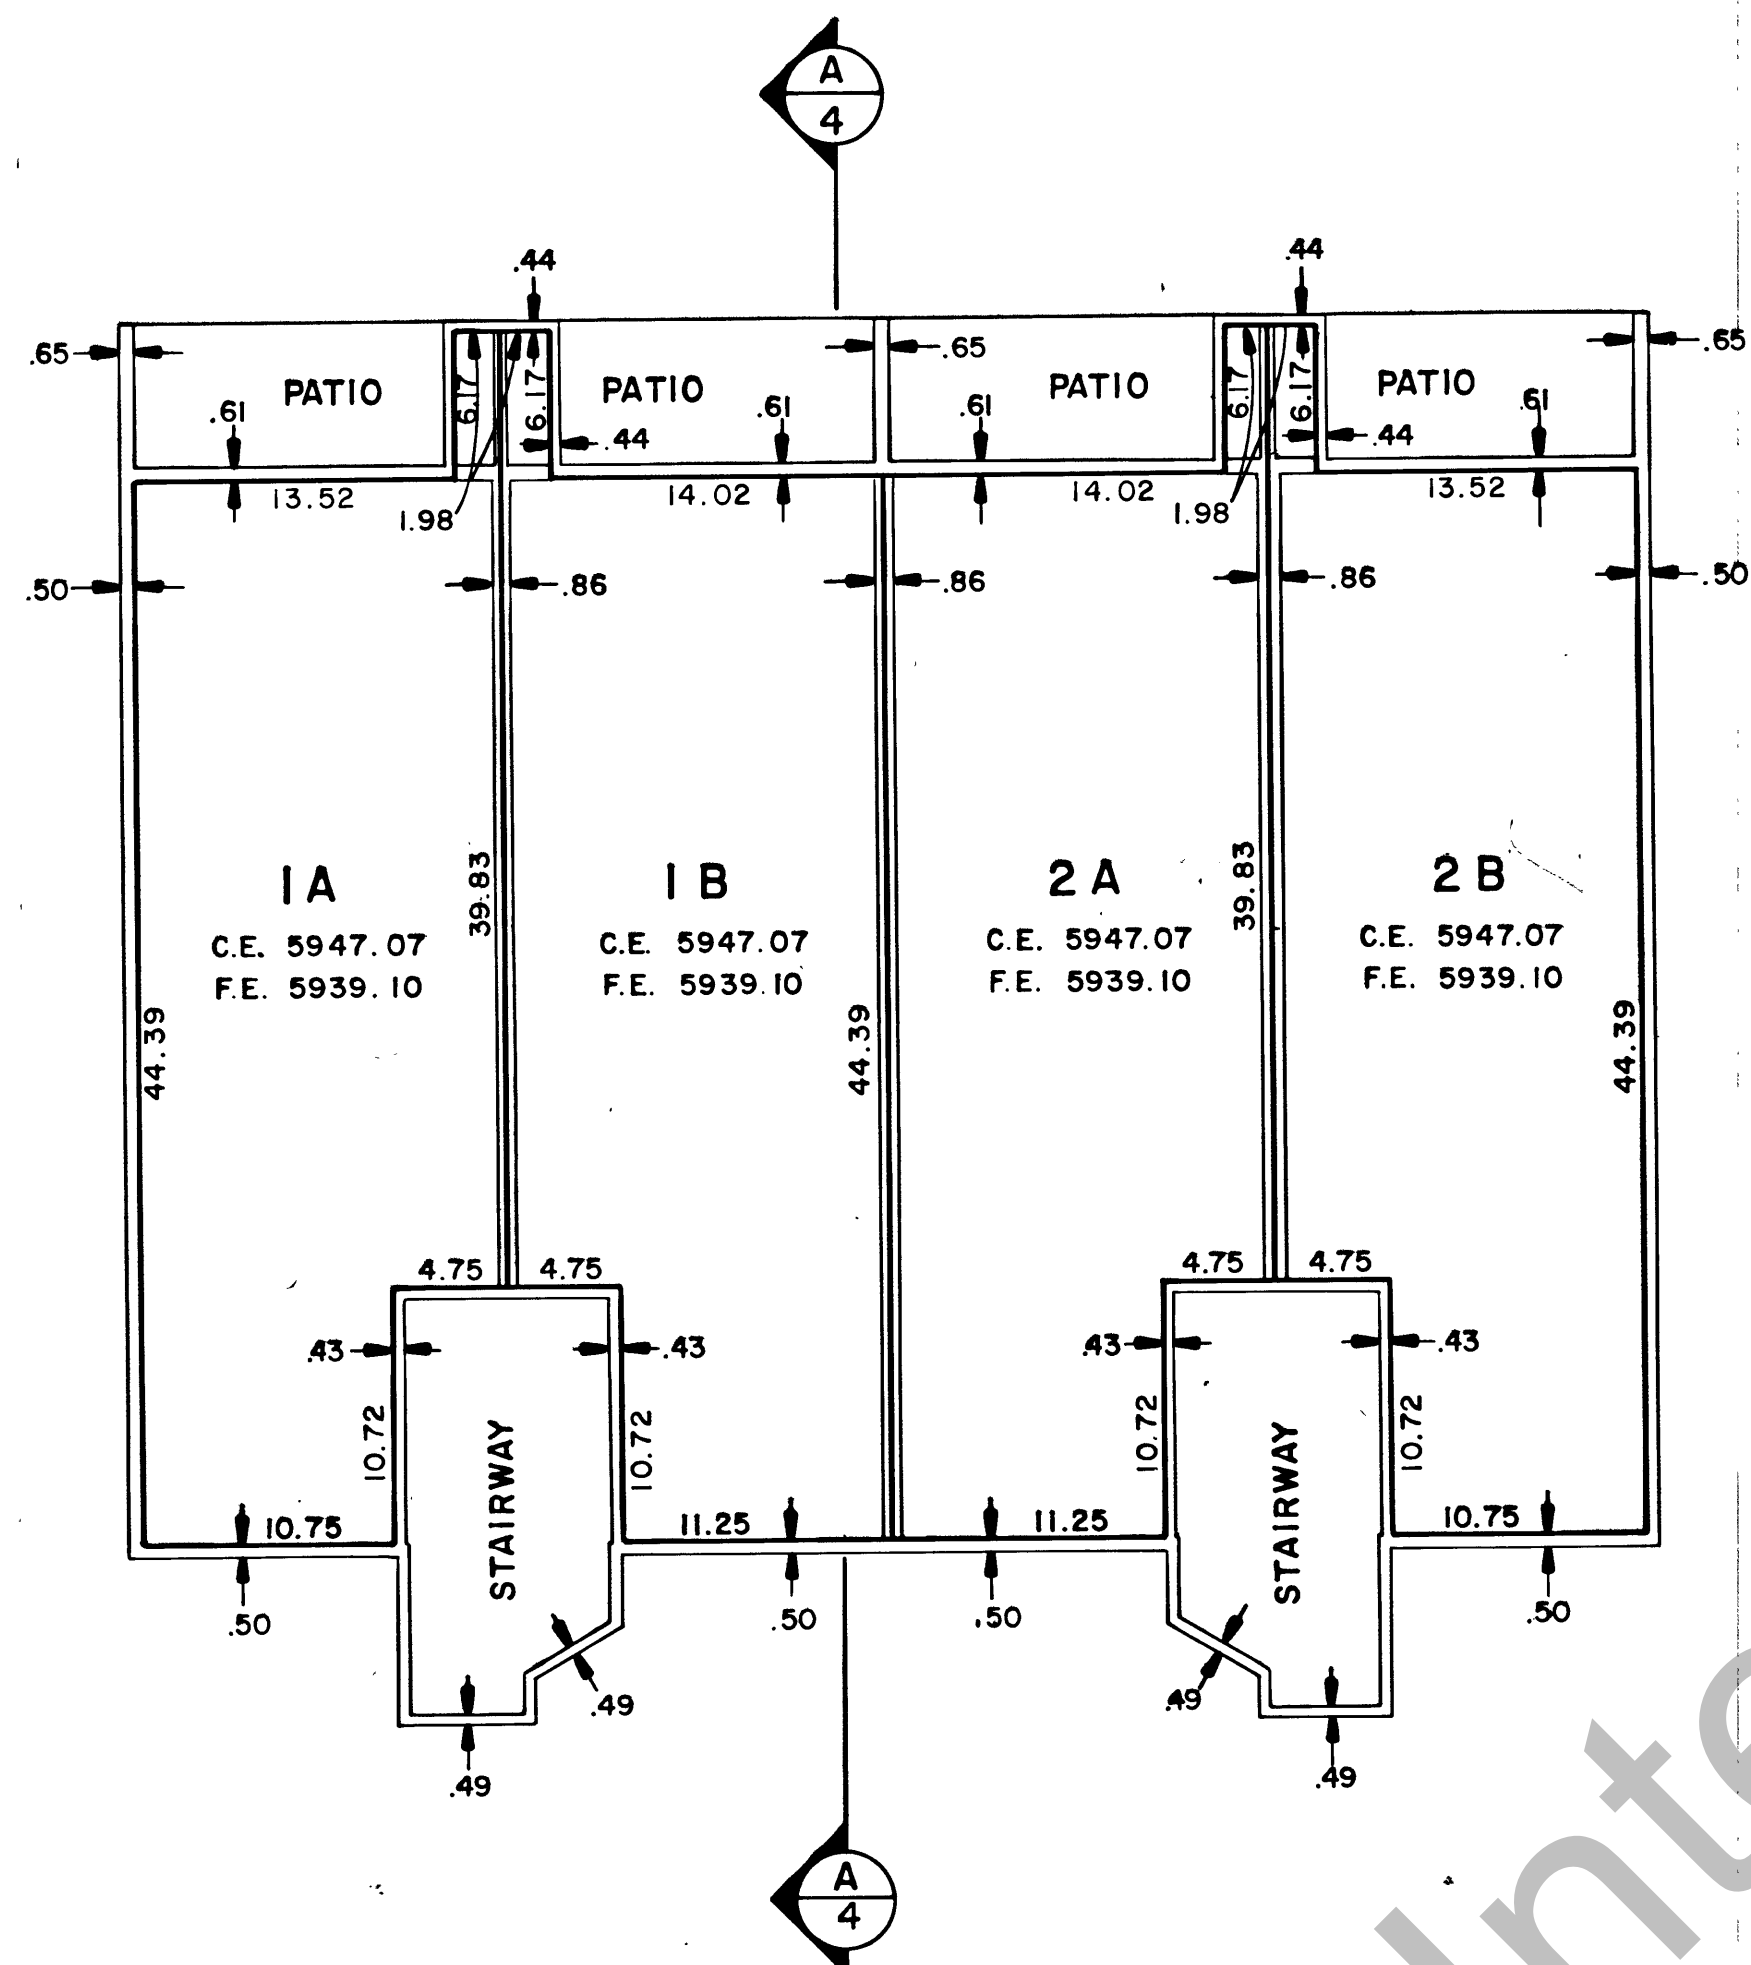 A
4
.44
.44
.65
.65
.65
PATIO
PATIO
PATIO
PATIO
6.17
6.17
6.17
6.17
.61
.61
.61
.61
.44
.44
13.52
14.02
14.02
13.52
1.98
1.98
.50
.86
.86
.86
.50
1A
1B
2A
2B
39.83
39.83
C.E. 5947.07
F.E. 5939.10
C.E. 5947.07
F.E. 5939.10
C.E. 5947.07
F.E. 5939.10
C.E. 5947.07
F.E. 5939.10
44.39
44.39
44.39
4.75
4.75
4.75
4.75
.43
.43
.43
.43
10.72
10.72
10.72
10.72
STAIRWAY
STAIRWAY
10.75
11.25
11.25
10.75
.50
.50
.50
.50
.49
.49
.49
.49
A
4
Inte